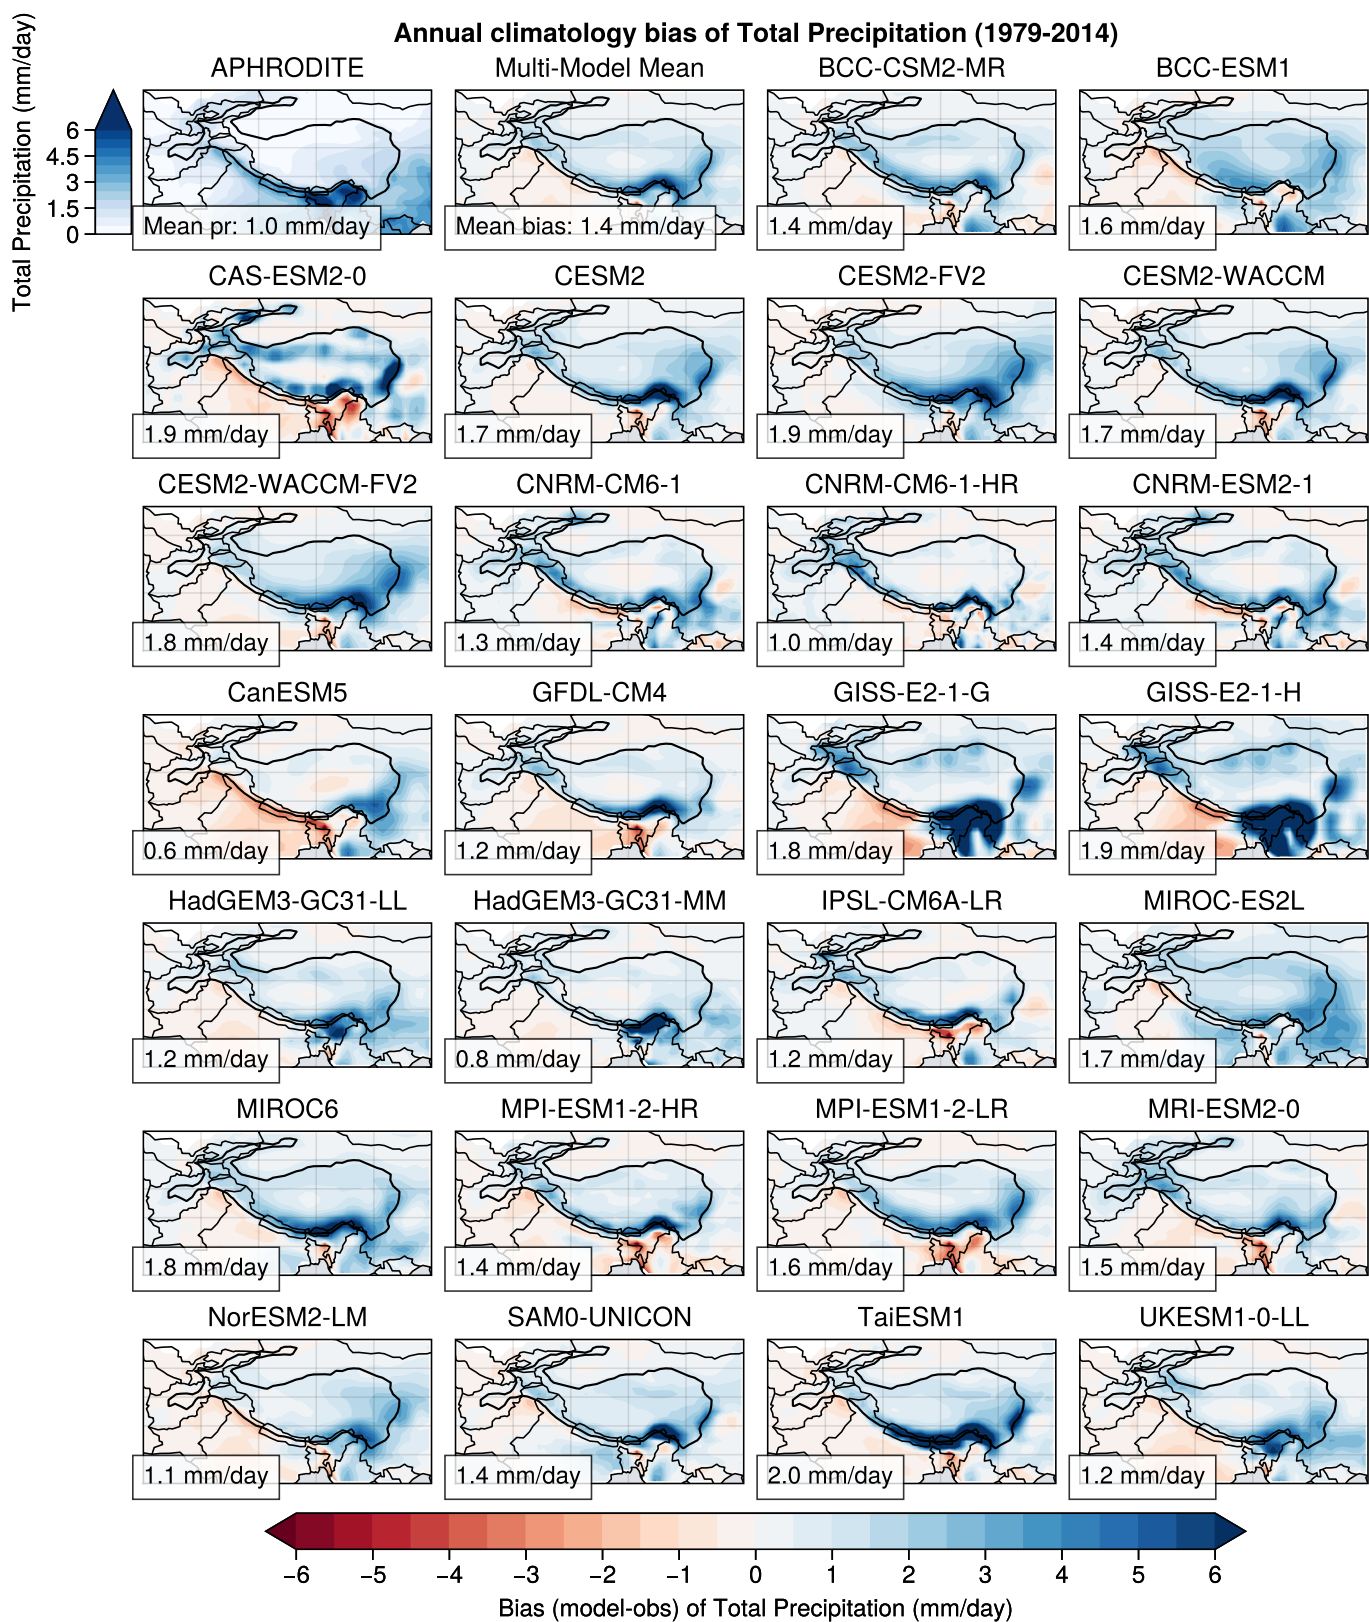 Annual climatology bias of Total Precipitation (1979-2014)
Total Precipitation (mm/day)
6
4.5
3
1.5
0
APHRODITE
Multi-Model Mean
BCC-CSM2-MR
BCC-ESM1
Mean pr: 1.0 mm/day
Mean bias: 1.4 mm/day
1.4 mm/day
1.6 mm/day
CAS-ESM2-0
CESM2
CESM2-FV2
CESM2-WACCM
1.9 mm/day
1.7 mm/day
1.9 mm/day
1.7 mm/day
CESM2-WACCM-FV2
CNRM-CM6-1
CNRM-CM6-1-HR
CNRM-ESM2-1
1.8 mm/day
1.3 mm/day
1.0 mm/day
1.4 mm/day
CanESM5
GFDL-CM4
GISS-E2-1-G
GISS-E2-1-H
0.6 mm/day
1.2 mm/day
1.8 mm/day
1.9 mm/day
HadGEM3-GC31-LL
HadGEM3-GC31-MM
IPSL-CM6A-LR
MIROC-ES2L
1.2 mm/day
0.8 mm/day
1.2 mm/day
1.7 mm/day
MIROC6
MPI-ESM1-2-HR
MPI-ESM1-2-LR
MRI-ESM2-0
1.8 mm/day
1.4 mm/day
1.6 mm/day
1.5 mm/day
NorESM2-LM
SAM0-UNICON
TaiESM1
UKESM1-0-LL
1.1 mm/day
1.4 mm/day
2.0 mm/day
1.2 mm/day
−6 −5 −4 −3 −2 −1 0 1 2 3 4 5 6
Bias (model-obs) of Total Precipitation (mm/day)